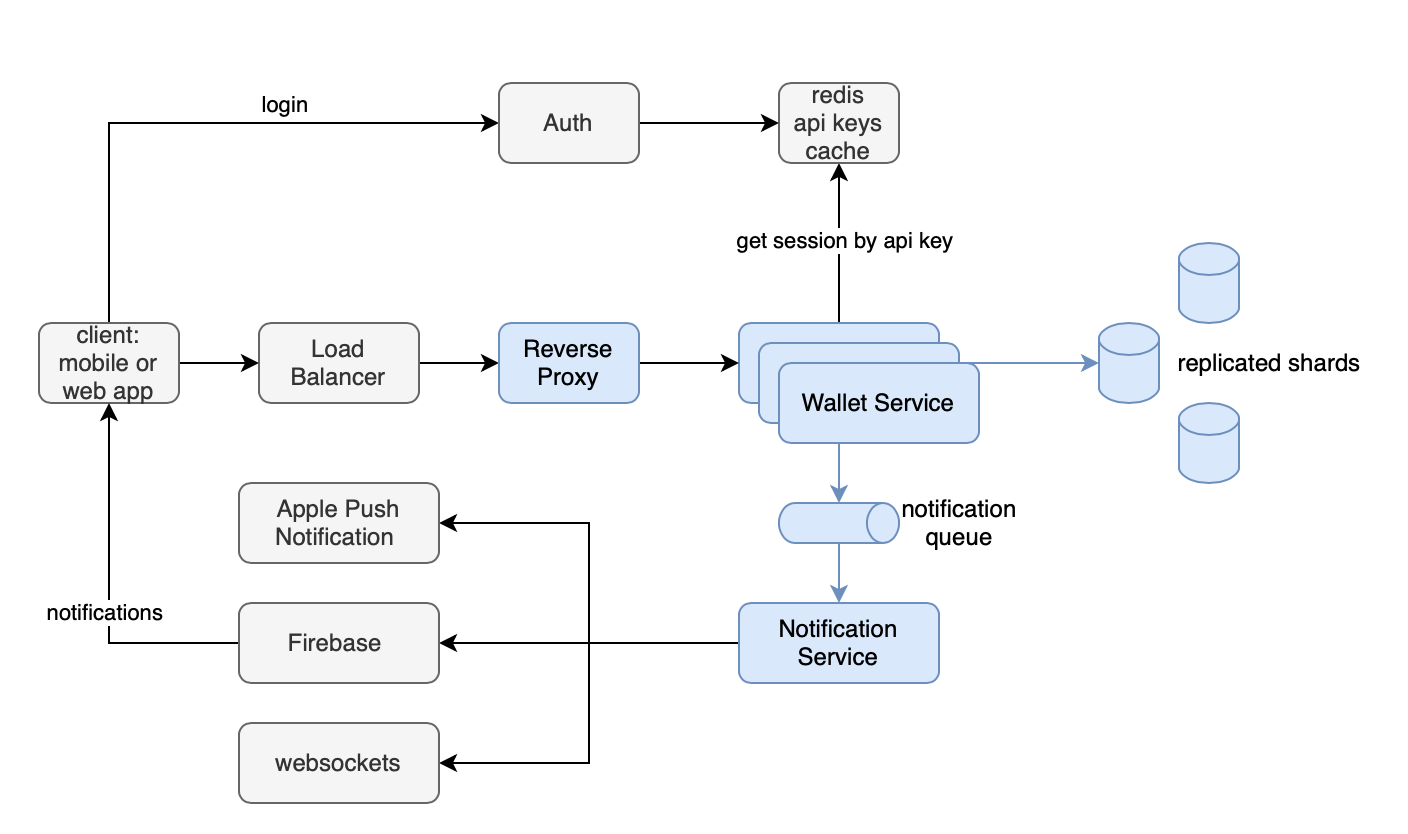 login
Auth
redis
api keys
cache
get session by api key
client:
mobile or
web app
Load
Balancer
Reverse
Proxy
Wallet Service
replicated shards
notification
queue
Apple Push
Notification
notifications
Firebase
Notification
Service
websockets